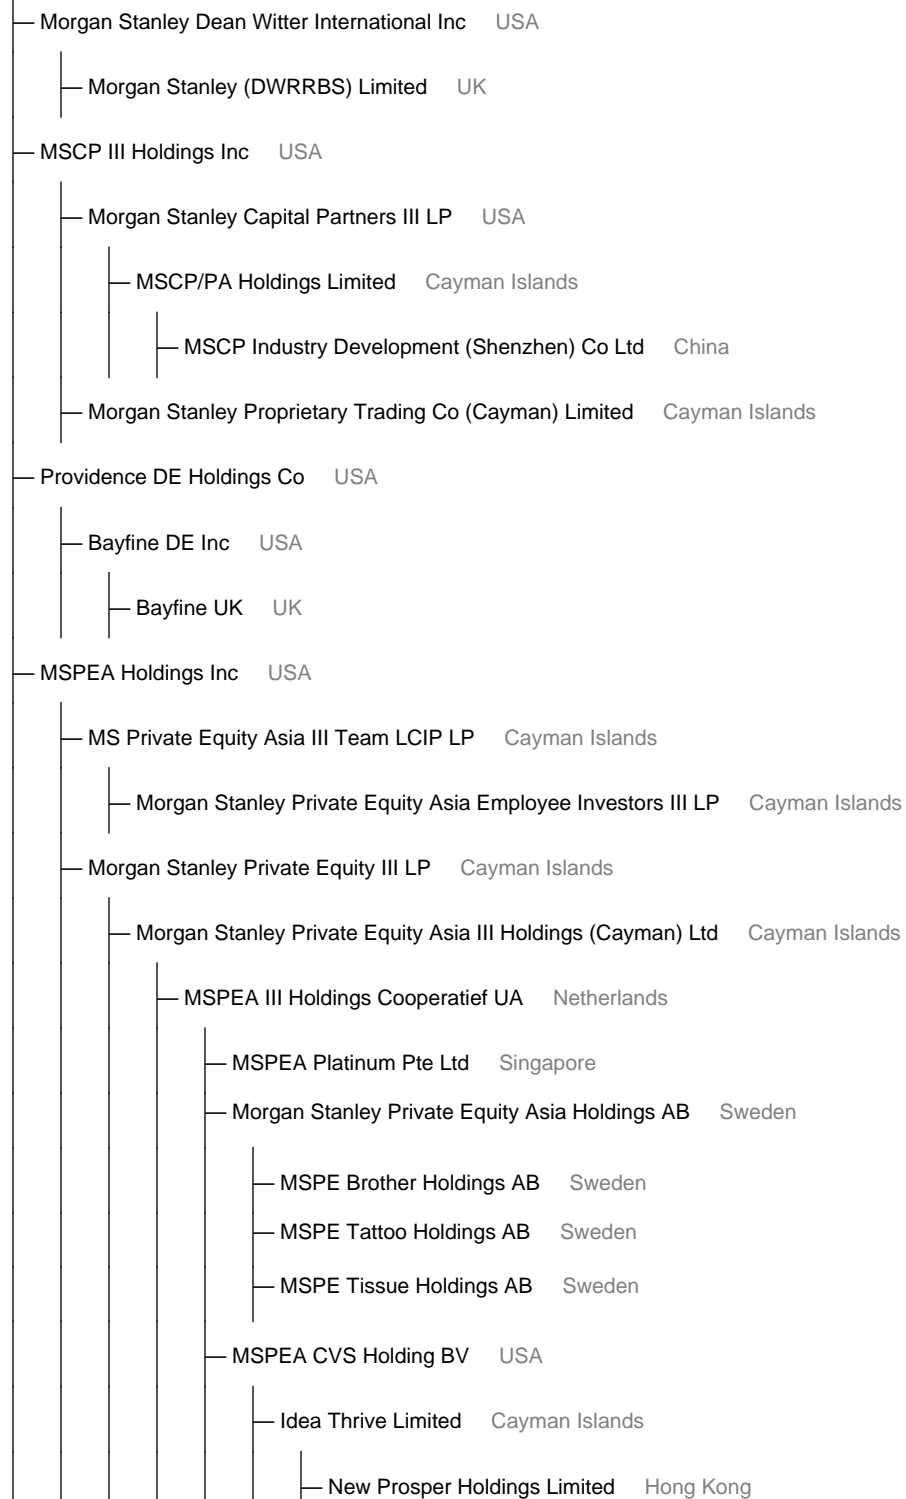 Morgan Stanley Dean Witter International Inc USA
Morgan Stanley (DWRRBS) Limited UK
MSCP III Holdings Inc USA
Morgan Stanley Capital Partners III LP USA
MSCP/PA Holdings Limited Cayman Islands
MSCP Industry Development (Shenzhen) Co Ltd China
Morgan Stanley Proprietary Trading Co (Cayman) Limited Cayman Islands
Providence DE Holdings Co USA
Bayfine DE Inc USA
Bayfine UK UK
MSPEA Holdings Inc USA
MS Private Equity Asia III Team LCIP LP Cayman Islands
Morgan Stanley Private Equity Asia Employee Investors III LP Cayman Islands
Morgan Stanley Private Equity III LP Cayman Islands
Morgan Stanley Private Equity Asia III Holdings (Cayman) Ltd Cayman Islands
MSPEA III Holdings Cooperatief UA Netherlands
MSPEA Platinum Pte Ltd Singapore
Morgan Stanley Private Equity Asia Holdings AB Sweden
MSPE Brother Holdings AB Sweden
MSPE Tattoo Holdings AB Sweden
MSPE Tissue Holdings AB Sweden
MSPEA CVS Holding BV USA
Idea Thrive Limited Cayman Islands
New Prosper Holdings Limited Hong Kong